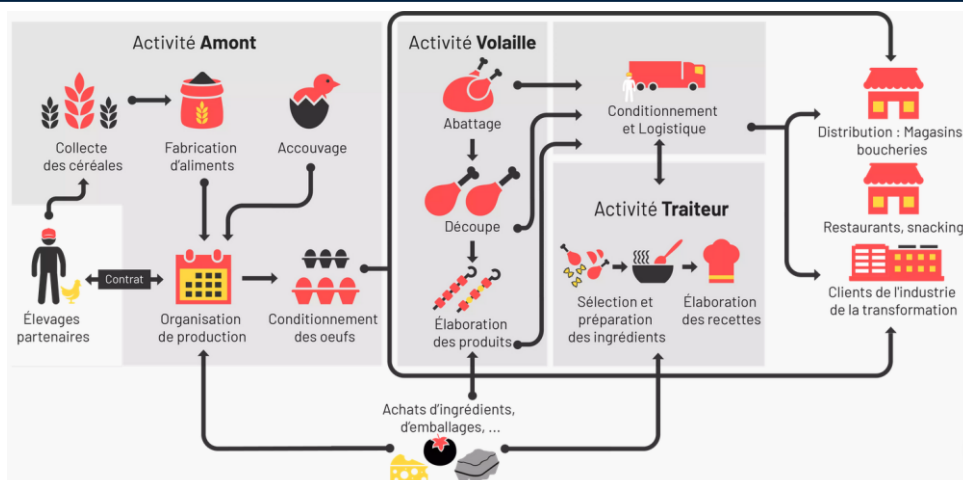 Activité Amont
Collecte
des céréales
Fabrication
d'aliments
Accouvage
Élevages
partenaires
Contrat
Organisation
de production
Conditionnement
des oeufs
Activité Volaille
Abattage
Découpe
Élaboration
des produits
Conditionnement
et Logistique
Activité Traiteur
Sélection et
préparation
des ingrédients
Élaboration
des recettes
Distribution : Magasins,
boucheries
Restaurants, snacking
Clients de l'industrie
de la transformation
Achats d'ingrédients,
d'emballages, ...